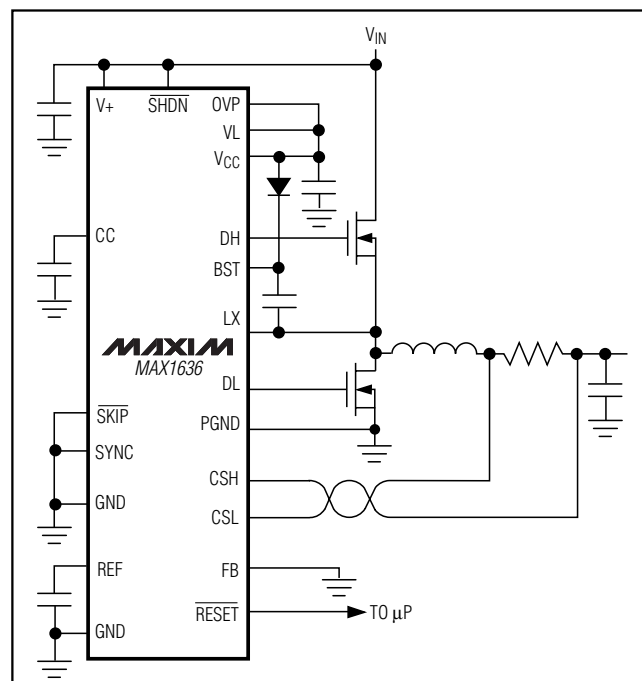 V_IN
V+
SHDN
OVP
VL
V_CC
CC
DH
BST
LX
MAXIM
MAX1636
DL
SKIP
PGND
SYNC
CSH
GND
CSL
REF
FB
RESET
TO µP
GND